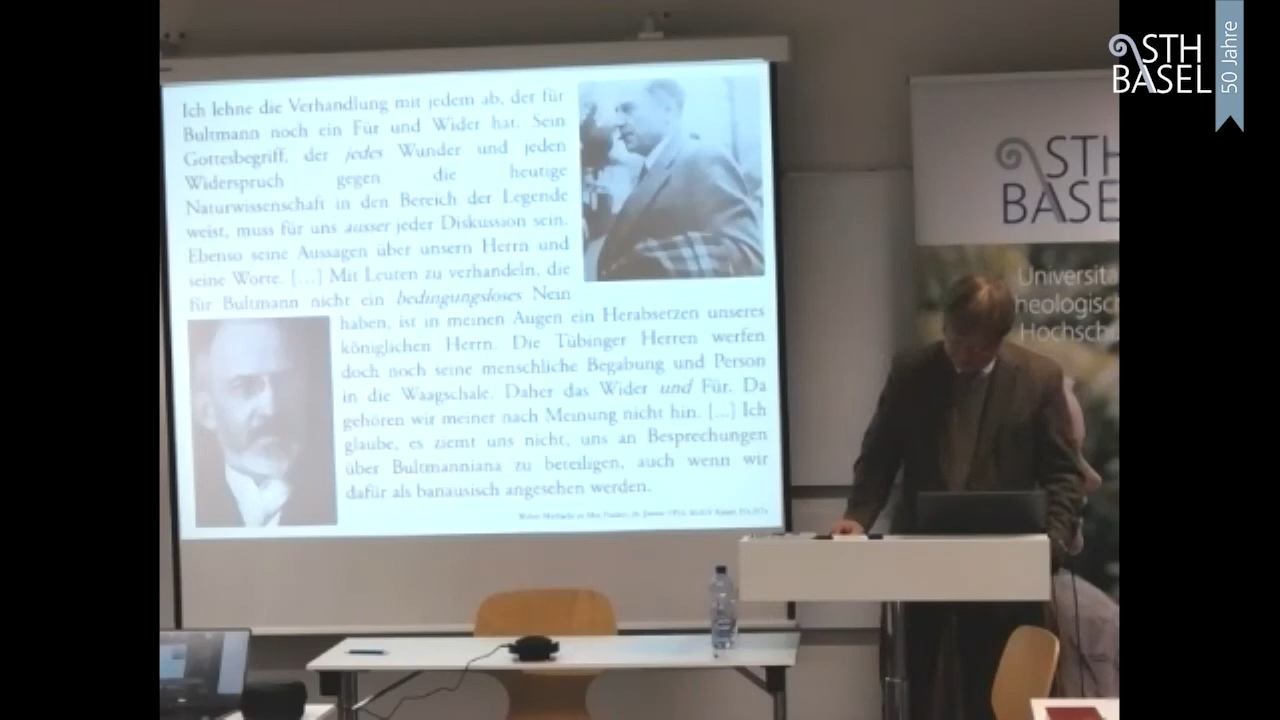 Ich lehne die Verhandlung mit jedem ab, der für
Bultmann noch ein Für und Wider hat. Sein
Gottesbegriff, der jedes Wunder und jeden
Widerspruch gegen die heutige
Naturwissenschaft in den Bereich der Legende
weist, muss für uns ausser jeder Diskussion sein.
Ebenso seine Aussagen über unsern Herrn und
seine Worte. [...] Mit Leuten zu verhandeln, die
für Bultmann nicht ein bedingungsloses Nein
haben, ist in meinen Augen ein Herabsetzen unseres
königlichen Herrn. Die Tübinger Herren werfen
doch noch seine menschliche Begabung und Person
in die Waagschale. Daher das Wider und Für. Da
gehören wir meiner nach Meinung nicht hin. [...] Ich
glaube, es ziemt uns nicht, uns an Besprechungen
über Bultmanniana zu beteiligen, auch wenn wir
dafür als banausisch angesehen werden.
STH
BASEL
50 Jahre
STH
BASE
Universita
heologisc
Hochsch